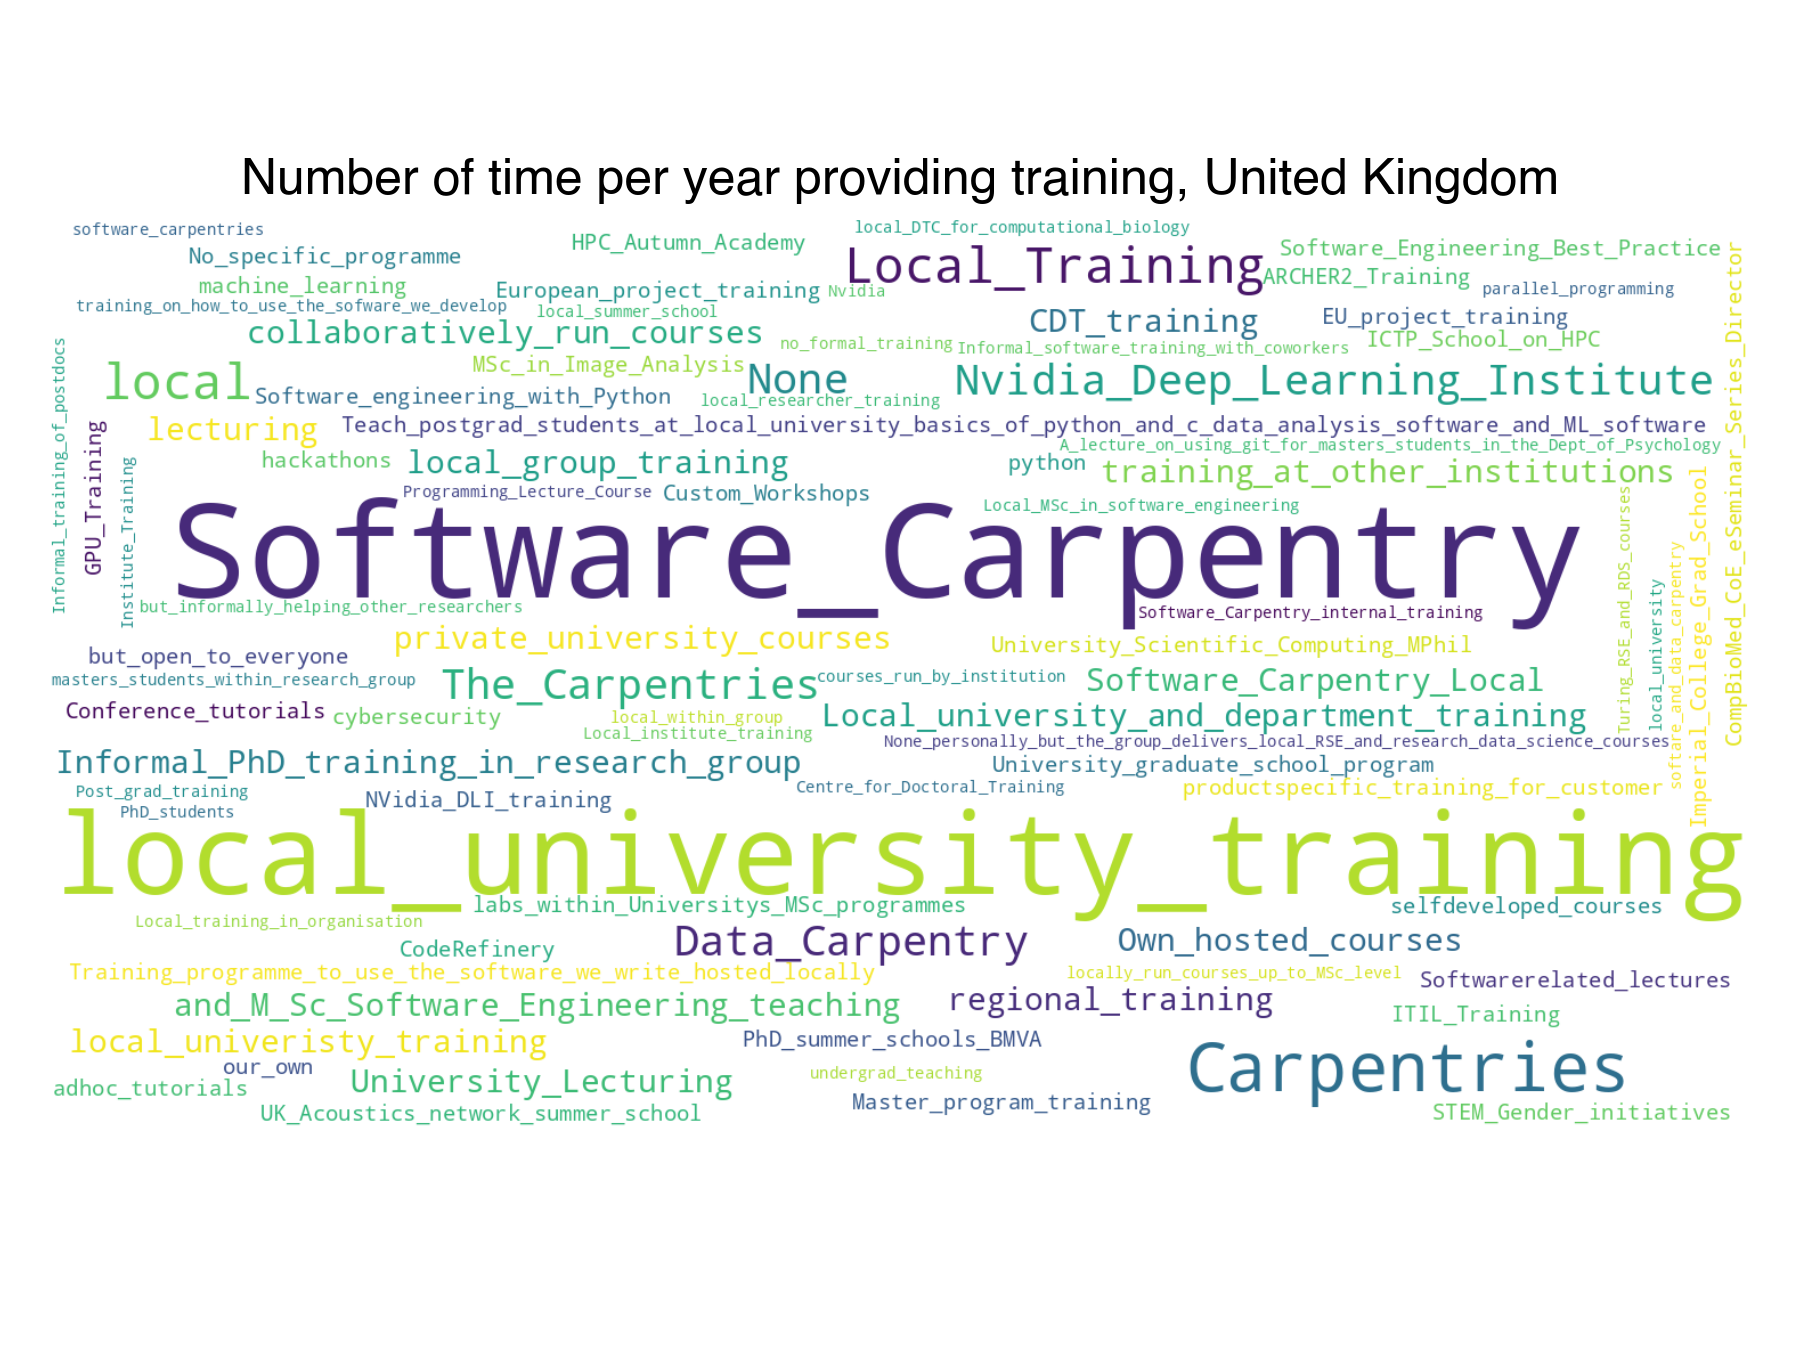 Number of time per year providing training, United Kingdom
software_carpentries
local_DTC_for_computational_biology
HPC_Autumn_Academy
Local_Training
Software_Engineering_Best_Practice
No_specific_programme
ARCHER2_Training
machine_learning
European_project_training
Nvidia
parallel_programming
training_on_how_to_use_the_sofware_we_develop
local_summer_school
CDT_training
EU_project_training
collaboratively_run_courses
no_formal_training
Informal_software_training_with_coworkers
ICTP_School_on_HPC
MSc_in_Image_Analysis
local
None
Nvidia_Deep_Learning_Institute
Software_engineering_with_Python
local_researcher_training
lecturing
Teach_postgrad_students_at_local_university_basics_of_python_and_c_data_analysis_software_and_ML_software
A_lecture_on_using_git_for_masters_students_in_the_Dept_of_Psychology
hackathons
local_group_training
python
training_at_other_institutions
Programming_Lecture_Course
Custom_Workshops
Local_MSc_in_software_engineering
Informal_training_of_postdocs
GPU_Training
Institute_Training
Software_Carpentry
Turing_RSE_and_RDS_courses
local_university
software_and_data_carpentry
Imperial_College_Grad_School
CompBioMed_CoE_eSeminar_Series_Director
but_informally_helping_other_researchers
Software_Carpentry_internal_training
private_university_courses
University_Scientific_Computing_MPhil
but_open_to_everyone
masters_students_within_research_group
The_Carpentries
courses_run_by_institution
Software_Carpentry_Local
Conference_tutorials
cybersecurity
local_within_group
Local_university_and_department_training
Local_institute_training
None_personally_but_the_group_delivers_local_RSE_and_research_data_science_courses
Informal_PhD_training_in_research_group
University_graduate_school_program
Post_grad_training
Centre_for_Doctoral_Training
productspecific_training_for_customer
NVidia_DLI_training
PhD_students
local_university_training
labs_within_Universitys_MSc_programmes
selfdeveloped_courses
Local_training_in_organisation
CodeRefinery
Data_Carpentry
Own_hosted_courses
Training_programme_to_use_the_software_we_write_hosted_locally
locally_run_courses_up_to_MSc_level
Softwarerelated_lectures
and_M_Sc_Software_Engineering_teaching
regional_training
ITIL_Training
local_univeristy_training
PhD_summer_schools_BMVA
Carpentries
our_own
adhoc_tutorials
University_Lecturing
undergrad_teaching
Master_program_training
UK_Acoustics_network_summer_school
STEM_Gender_initiatives